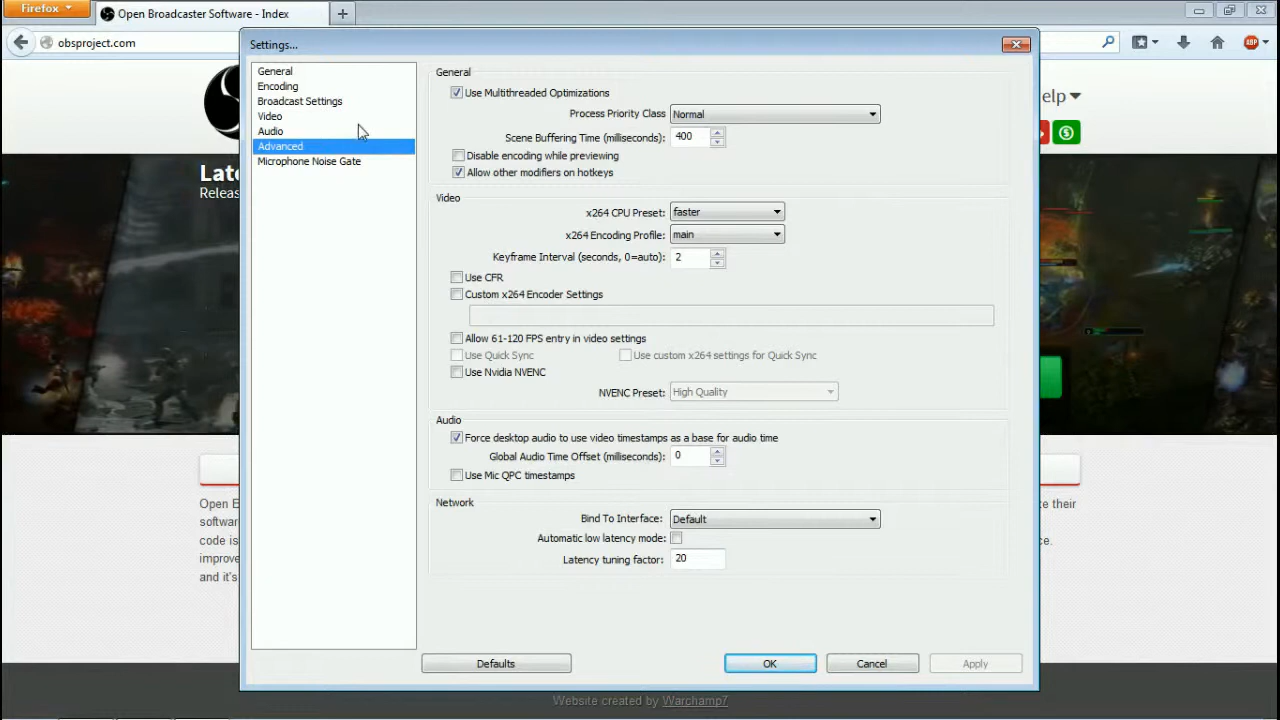 Firefox
Open Broadcaster Software - Index
obsproject.com
Settings...
General
Encoding
Broadcast Settings
Video
Audio
Advanced
Microphone Noise Gate
General
Use Multithreaded Optimizations
Process Priority Class Normal
Scene Buffering Time (milliseconds): 400
Disable encoding while previewing
Allow other modifiers on hotkeys
Video
x264 CPU Preset: faster
x264 Encoding Profile: main
Keyframe Interval (seconds, 0=auto): 2
Use CFR
Custom x264 Encoder Settings
Allow 61-120 FPS entry in video settings
Use Quick Sync Use custom x264 settings for Quick Sync
Use Nvidia NVENC
NVENC Preset: High Quality
Audio
Force desktop audio to use video timestamps as a base for audio time
Global Audio Time Offset (milliseconds): 0
Use Mic QPC timestamps
Network
Bind To Interface: Default
Automatic low latency mode:
Latency tuning factor: 20
Defaults OK Cancel Apply
ABP
elp
Late
Releas
Open B
softwar
code is
improve
and it's
e their
ce.
Website created by Warchamp7